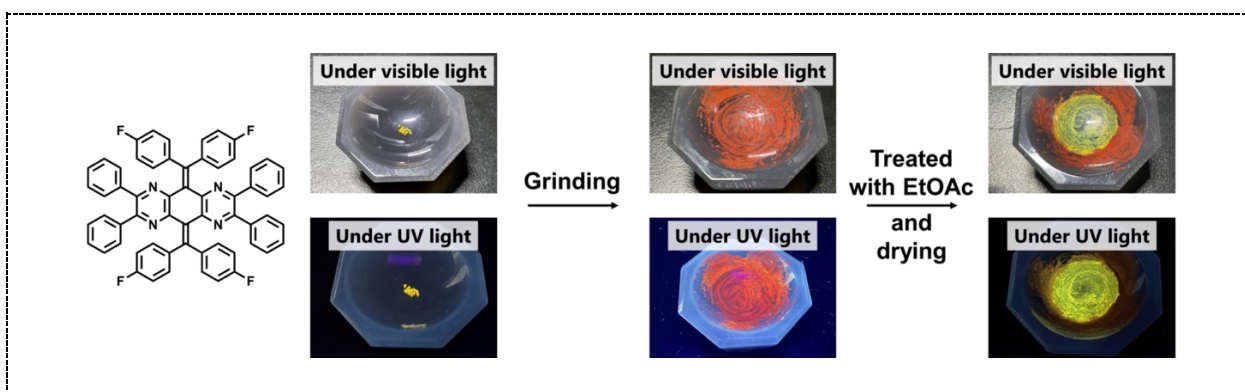 Under visible light
Under visible light
Under visible light
F
F
N
N
N
N
F
F
Grinding
Treated
with EtOAc
and
drying
Under UV light
Under UV light
Under UV light